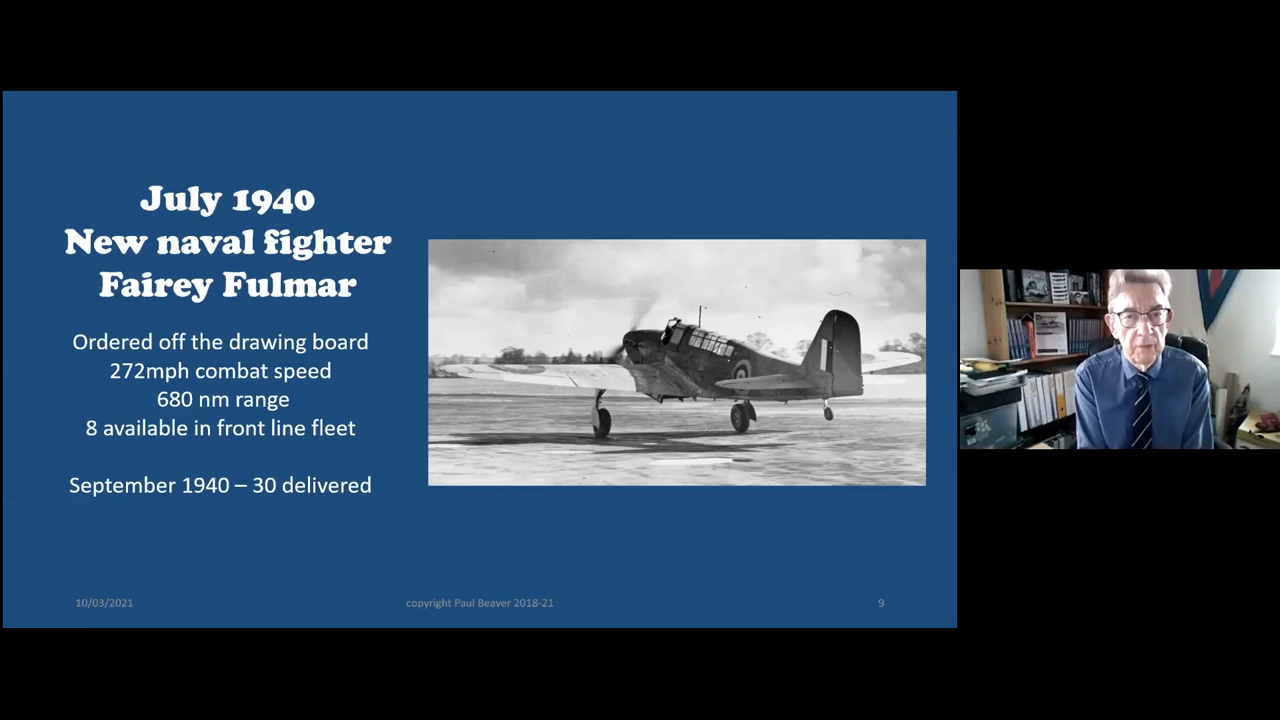 July 1940
New naval fighter
Fairey Fulmar
Ordered off the drawing board
272mph combat speed
680 nm range
8 available in front line fleet
September 1940 – 30 delivered
10/03/2021
copyright Paul Beaver 2018-21
9